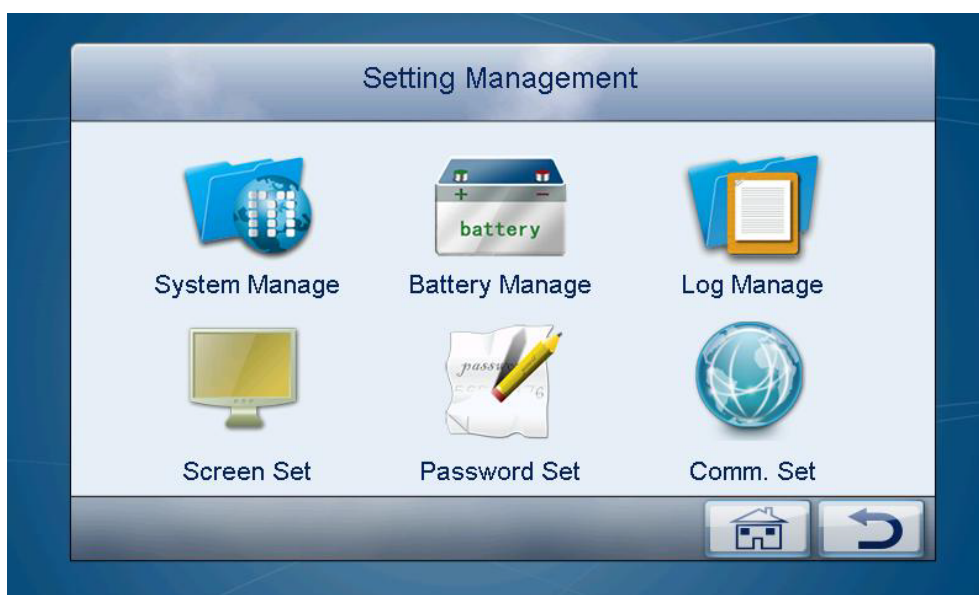 Setting Management
+ -
battery
System Manage Battery Manage Log Manage
Screen Set Password Set Comm. Set